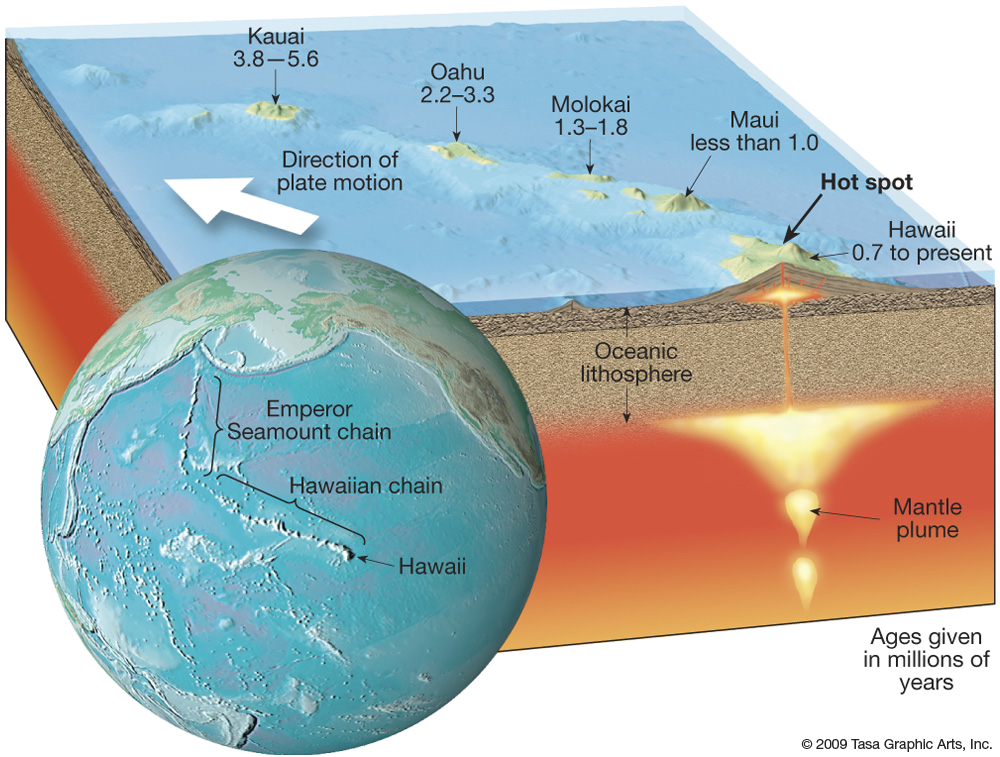 Kauai
3.8—5.6
Oahu
2.2–3.3
Molokai
1.3–1.8
Maui
less than 1.0
Direction of
plate motion
Hot spot
Hawaii
0.7 to present
Oceanic
lithosphere
Emperor
Seamount chain
Hawaiian chain
Hawaii
Mantle
plume
Ages given
in millions of
years
© 2009 Tasa Graphic Arts, Inc.